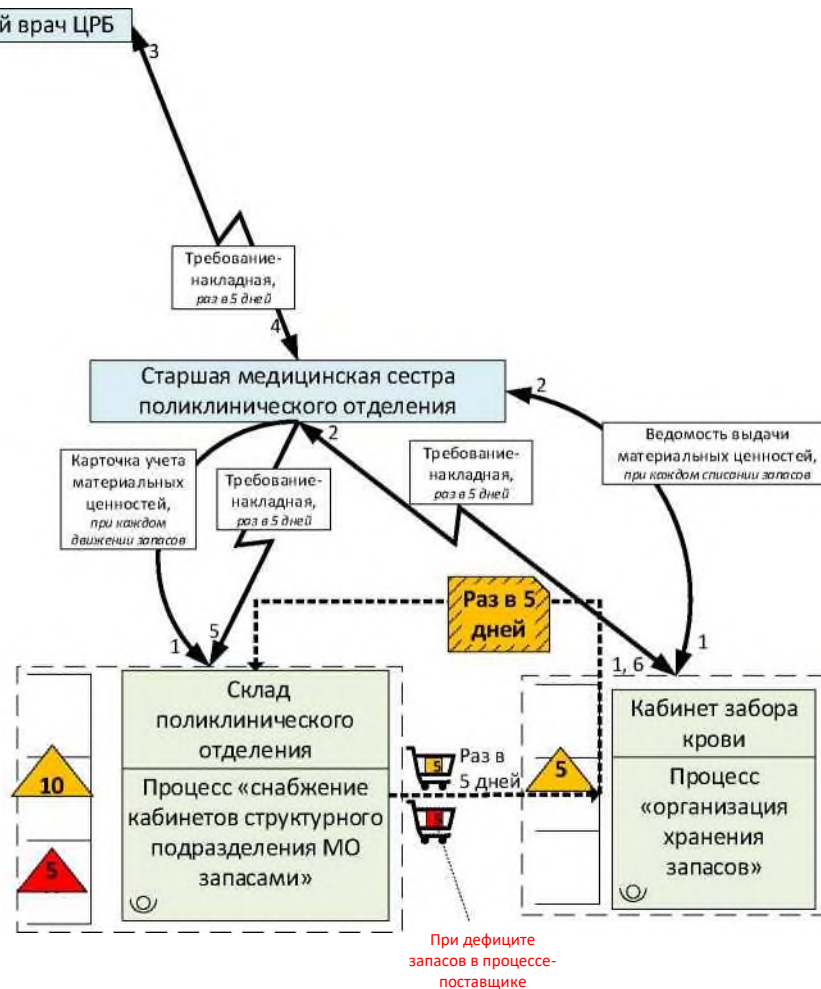 й врач ЦРБ
3
Требование-
накладная,
раз в 5 дней
4
Старшая медицинская сестра
поликлинического отделения
2
2
Карточка учета
материальных
ценностей,
при каждом
движении запасов
Требование-
накладная,
раз в 5 дней
Требование-
накладная,
раз в 5 дней
Ведомость выдачи
материальных ценностей,
при каждом списании запасов
Раз в 5
дней
1
5
1, 6
1
Склад
поликлинического
отделения
Процесс «снабжение
кабинетов структурного
подразделения МО
запасами»
10
5
5
Раз в
5 дней
5
5
Кабинет забора
крови
Процесс
«организация
хранения
запасов»
При дефиците
запасов в процессе-
поставщике